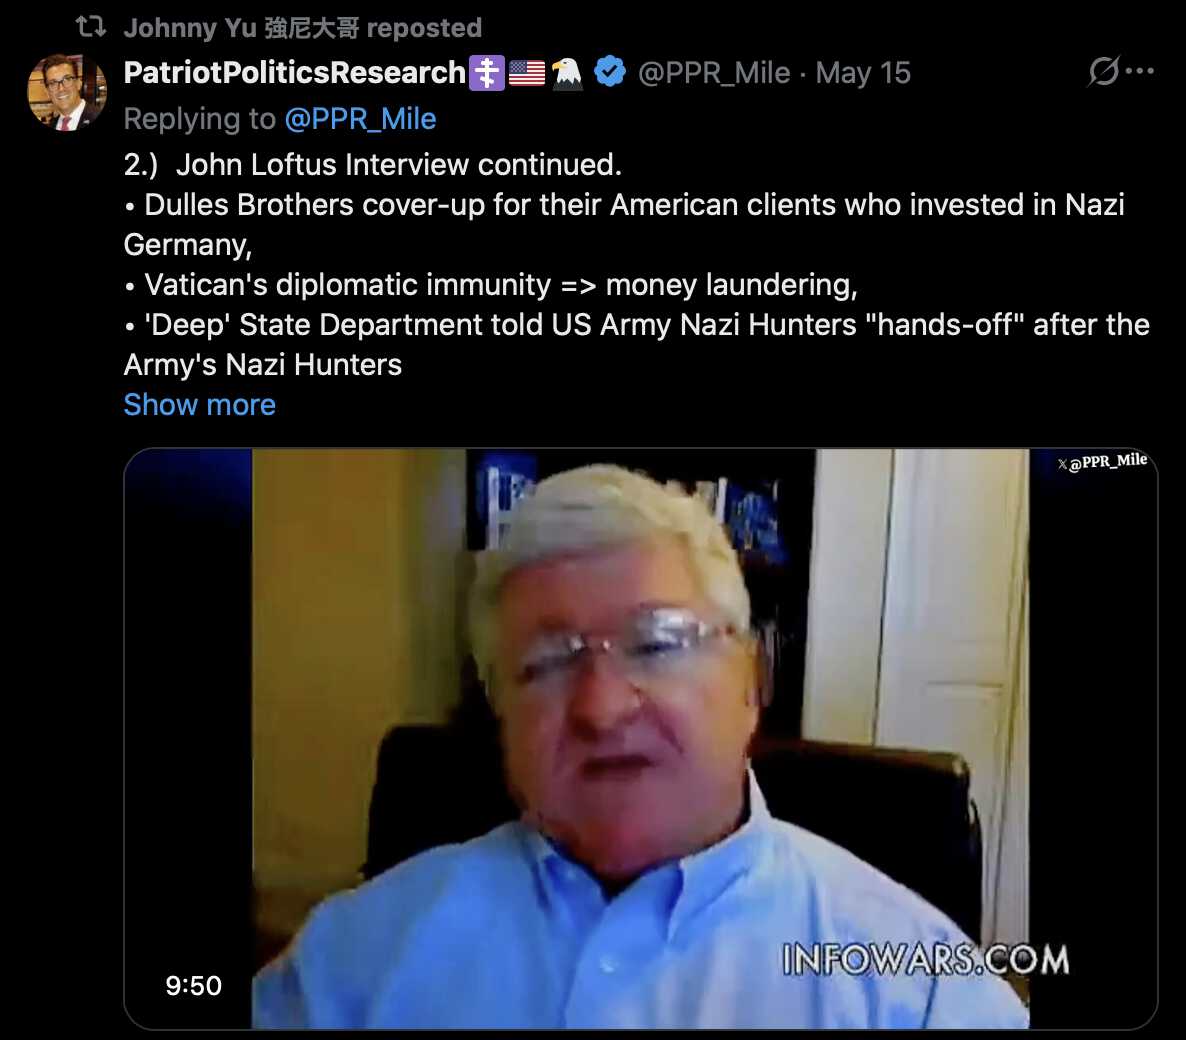 Johnny Yu 強尼大哥 reposted
PatriotPoliticsResearch @PPR_Mile · May 15
Replying to @PPR_Mile
2.)  John Loftus Interview continued.
• Dulles Brothers cover-up for their American clients who invested in Nazi
Germany,
• Vatican's diplomatic immunity => money laundering,
• 'Deep' State Department told US Army Nazi Hunters "hands-off" after the
Army's Nazi Hunters
Show more
X@PPR_Mile
INFOWARS.COM
9:50